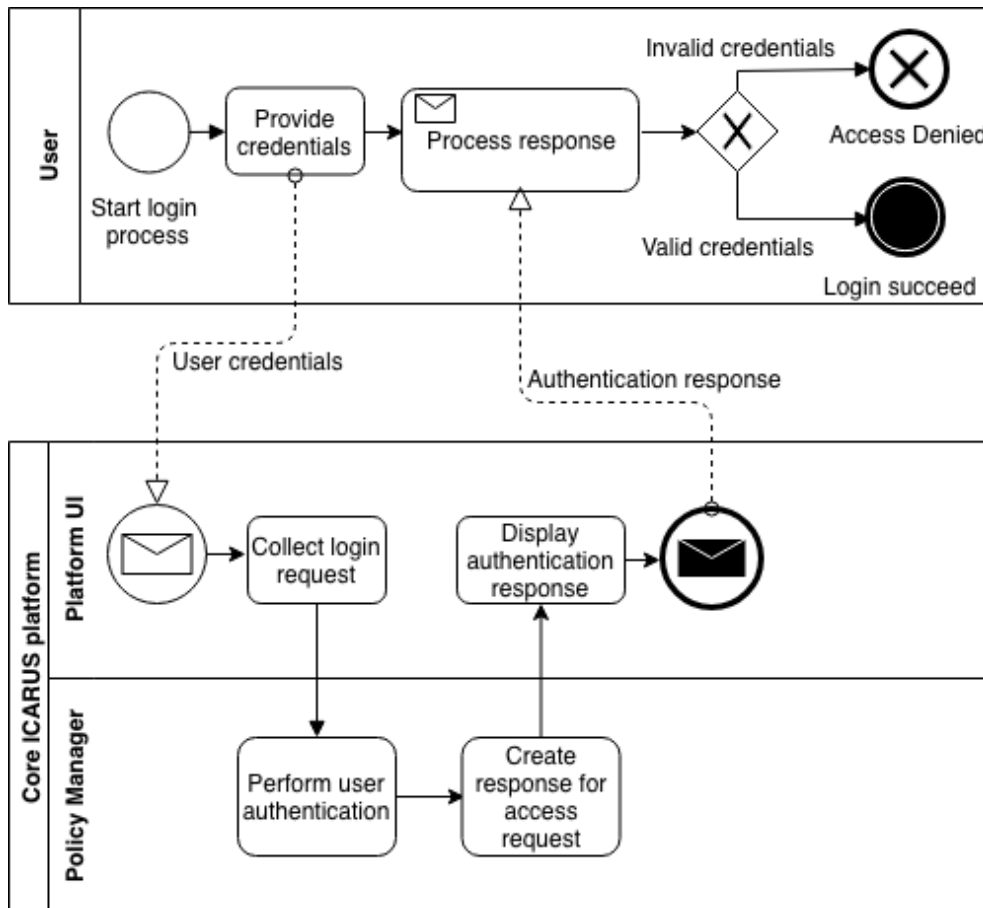 User
Start login
process
Provide
credentials
Process response
Invalid credentials
Access Denied
Valid credentials
Login succeed
User credentials
Authentication response
Core ICARUS platform
Platform UI
Collect login
request
Display
authentication
response
Policy Manager
Perform user
authentication
Create
response for
access
request